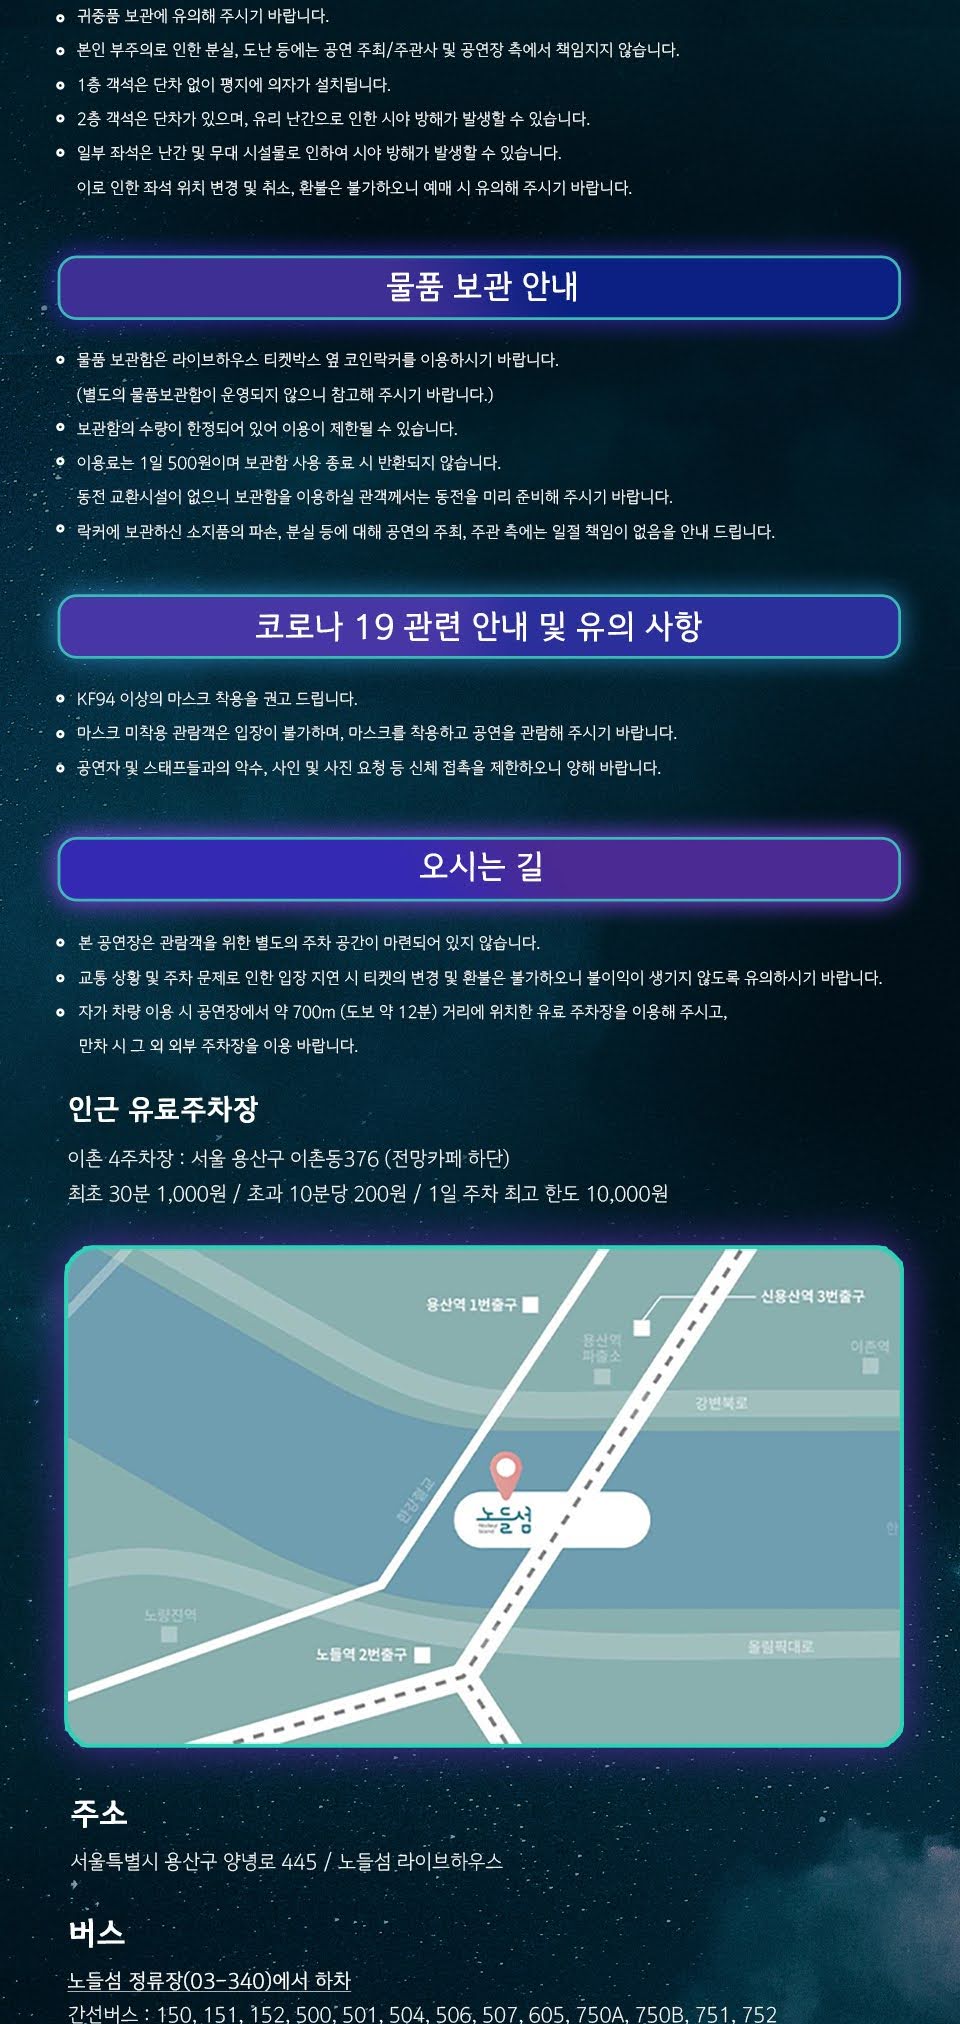 귀중품 보관에 유의해 주시기 바랍니다.
본인 부주의로 인한 분실, 도난 등에는 공연 주최/주관사 및 공연장 측에서 책임지지 않습니다.
1층 객석은 단차 없이 평지에 의자가 설치됩니다.
2층 객석은 단차가 있으며, 유리 난간으로 인한 시야 방해가 발생할 수 있습니다.
일부 좌석은 난간 및 무대 시설물로 인하여 시야 방해가 발생할 수 있습니다.
이로 인한 좌석 위치 변경 및 취소, 환불은 불가하오니 예매 시 유의해 주시기 바랍니다.
물품 보관 안내
물품 보관함은 라이브하우스 티켓박스 옆 코인락커를 이용하시기 바랍니다.
(별도의 물품보관함이 운영되지 않으니 참고해 주시기 바랍니다.)
보관함의 수량이 한정되어 있어 이용이 제한될 수 있습니다.
이용료는 1일 500원이며 보관함 사용 종료 시 반환되지 않습니다.
동전 교환시설이 없으니 보관함을 이용하실 관객께서는 동전을 미리 준비해 주시기 바랍니다.
락커에 보관하신 소지품의 파손, 분실 등에 대해 공연의 주최, 주관 측에는 일절 책임이 없음을 안내 드립니다.
코로나 19 관련 안내 및 유의 사항
KF94 이상의 마스크 착용을 권고 드립니다.
마스크 미착용 관람객은 입장이 불가하며, 마스크를 착용하고 공연을 관람해 주시기 바랍니다.
공연자 및 스태프들과의 악수, 사인 및 사진 요청 등 신체 접촉을 제한하오니 양해 바랍니다.
오시는 길
본 공연장은 관람객을 위한 별도의 주차 공간이 마련되어 있지 않습니다.
교통 상황 및 주차 문제로 인한 입장 지연 시 티켓의 변경 및 환불은 불가하오니 불이익이 생기지 않도록 유의하시기 바랍니다.
자가 차량 이용 시 공연장에서 약 700m (도보 약 12분) 거리에 위치한 유료 주차장을 이용해 주시고,
만차 시 그 외 외부 주차장을 이용 바랍니다.
인근 유료주차장
이촌 4주차장 : 서울 용산구 이촌동376 (전망카페 하단)
최초 30분 1,000원 / 초과 10분당 200원 / 1일 주차 최고 한도 10,000원
용산역 1번출구
신용산역 3번출구
용산역
파출소
이촌역
강변북로
한강철교
노들섬
한
노량진역
노들역 2번출구
올림픽대로
주소
서울특별시 용산구 양녕로 445 / 노들섬 라이브하우스
버스
노들섬 정류장(03-340)에서 하차
간선버스 : 150, 151, 152, 500, 501, 504, 506, 507, 605, 750A, 750B, 751, 752